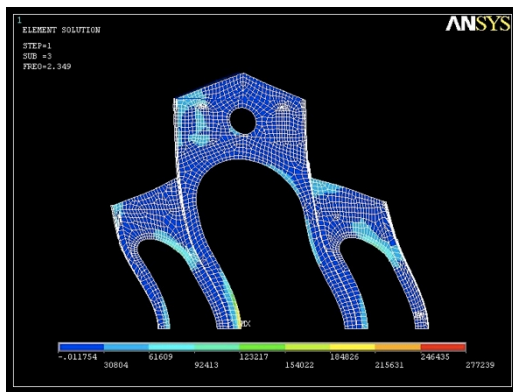 1
ELEMENT SOLUTION
STEP=1
SUB =3
FREQ=2.349
ANSYS
MX
-.011754 61609 123217 184826 246435
30804 92413 154022 215631 277239